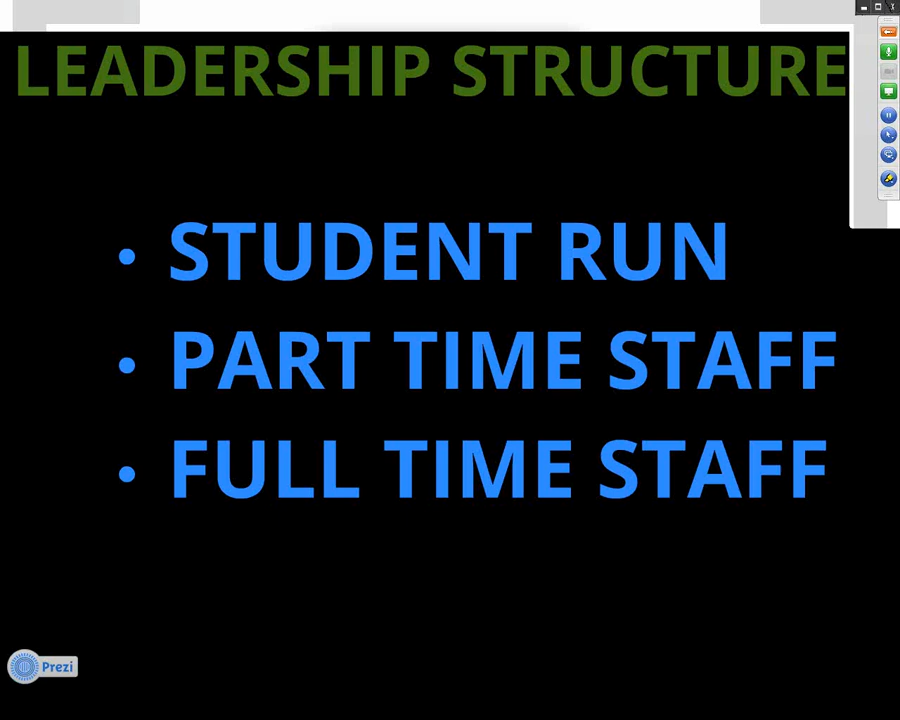 LEADERSHIP STRUCTURE
• STUDENT RUN
• PART TIME STAFF
• FULL TIME STAFF
Prezi